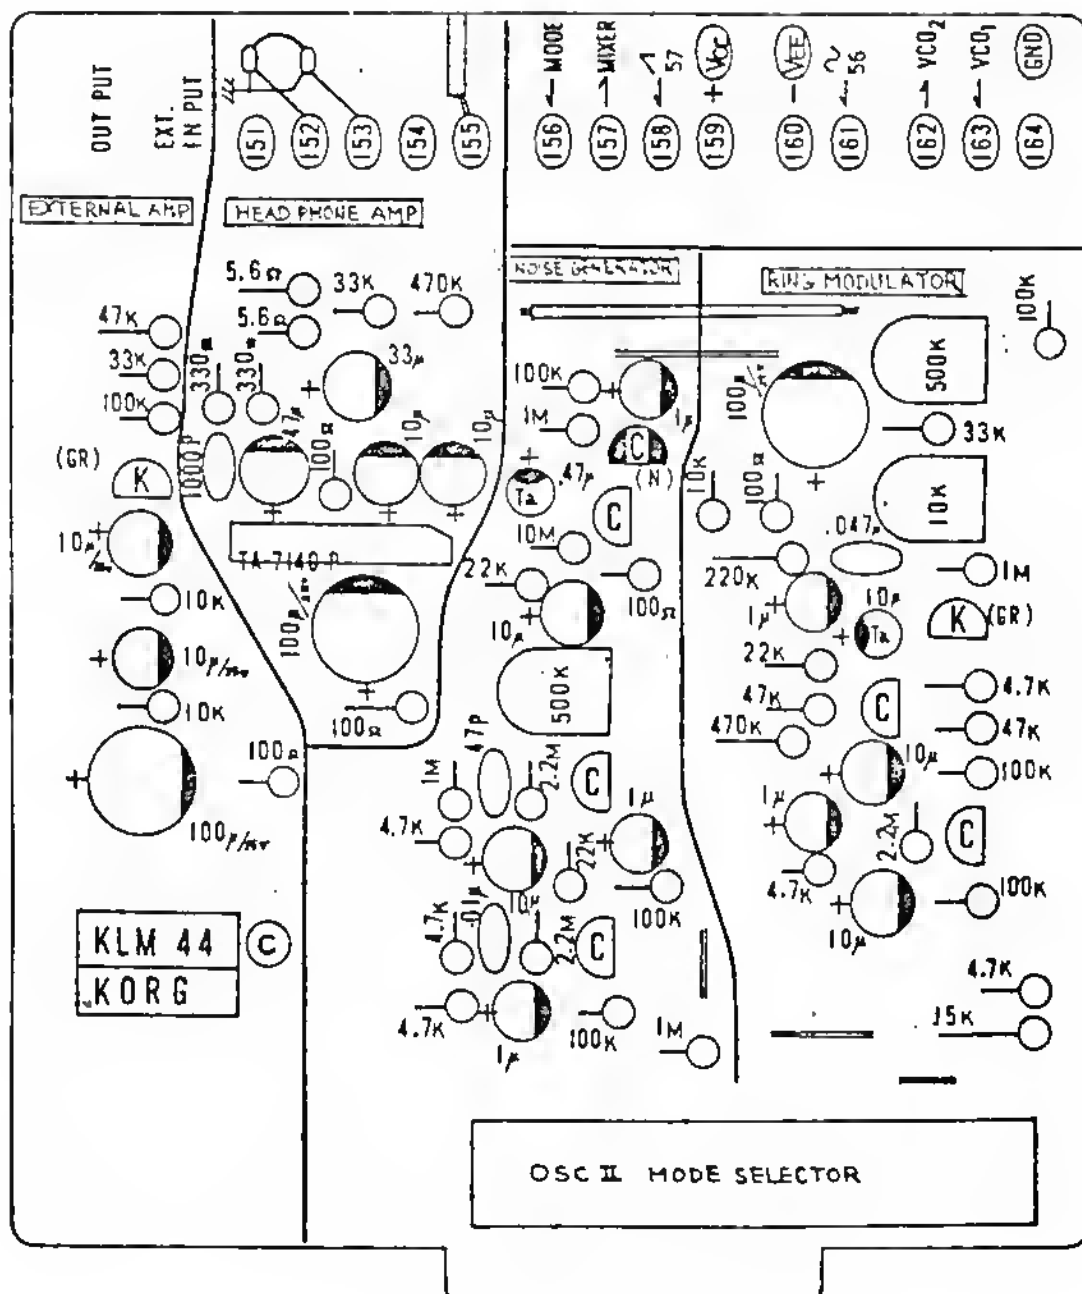 OUT PUT
EXT.
IN PUT
151
152
153
154
155
156 ← MODE
157 → MIXER
158 ← 57
159 + Vcc
160 - VEE
161 ← ~ 56
162 → VCO2
163 ← VCO1
164 GND
EXTERNAL AMP
HEAD PHONE AMP
NOISE GENERATOR
RING MODULATOR
47K
33K
100K
(GR)
K
10μ/
10K
10μ/
10K
100Ω
100μ/
5.6Ω
5.6Ω
33K
470K
330Ω
330Ω
33μ
1000P
47μ
100Ω
10μ
10μ
TA-7140 P
100μ/
100Ω
100K
1μ
1M
C
(N)
.47μ
Ta
C
10M
22K
100Ω
10μ
500K
1M
47P
2.2M
C
4.7K
10μ
22K
1μ
100K
4.7K
.01μ
2.2M
C
4.7K
1μ
100K
1M
100K
100μ/
500K
33K
10K
100Ω
10K
220K
.047μ
1M
1μ
10μ
Ta
K
(GR)
22K
47K
C
4.7K
47K
470K
10μ
100K
1μ
2.2M
C
4.7K
10μ
100K
4.7K
15K
KLM 44
KORG
C
OSC II MODE SELECTOR